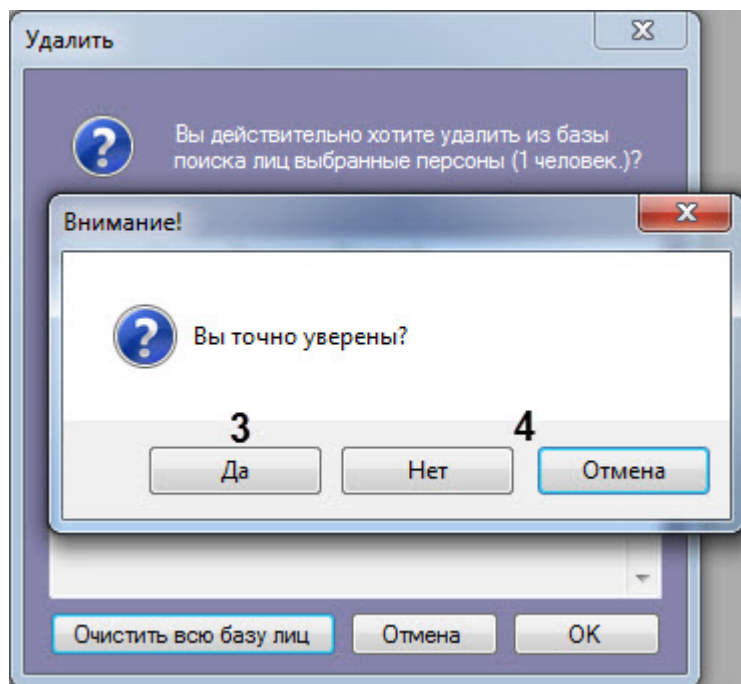 Удалить
Вы действительно хотите удалить из базы
поиска лиц выбранные персоны (1 человек.)?
Внимание!
Вы точно уверены?
3 4
Да Нет Отмена
Очистить всю базу лиц Отмена OK